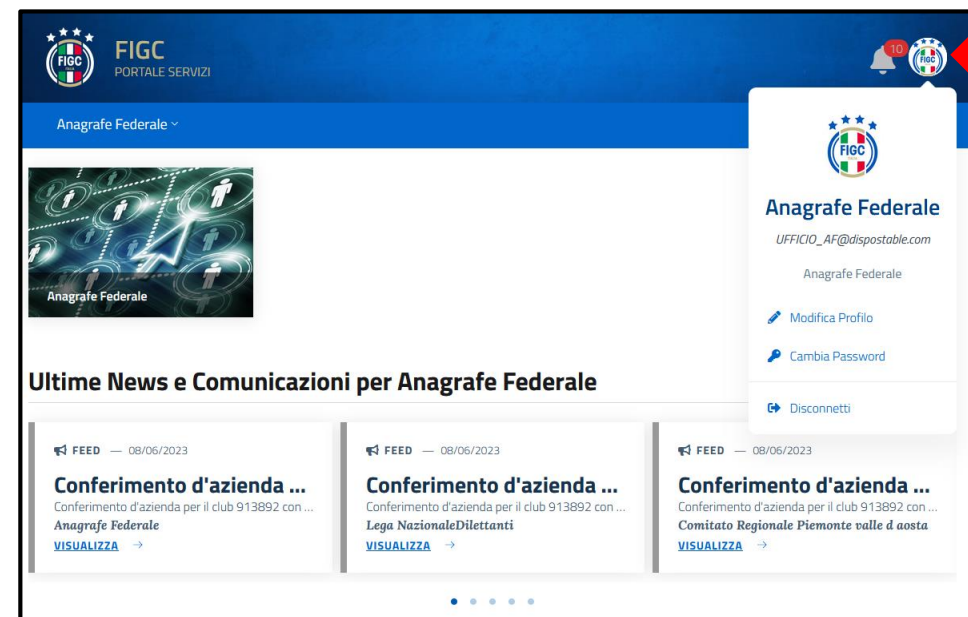 FIGC
FIGC
PORTALE SERVIZI
10
FIGC
Anagrafe Federale
FIGC
Anagrafe Federale
UFFICIO_AF@dispostable.com
Anagrafe Federale
Modifica Profilo
Cambia Password
Disconnetti
Anagrafe Federale
Ultime News e Comunicazioni per Anagrafe Federale
FEED — 08/06/2023
Conferimento d'azienda ...
Conferimento d'azienda per il club 913892 con ...
Anagrafe Federale
VISUALIZZA →
FEED — 08/06/2023
Conferimento d'azienda ...
Conferimento d'azienda per il club 913892 con ...
Lega NazionaleDilettanti
VISUALIZZA →
FEED — 08/06/2023
Conferimento d'azienda ...
Conferimento d'azienda per il club 913892 con ...
Comitato Regionale Piemonte valle d aosta
VISUALIZZA →